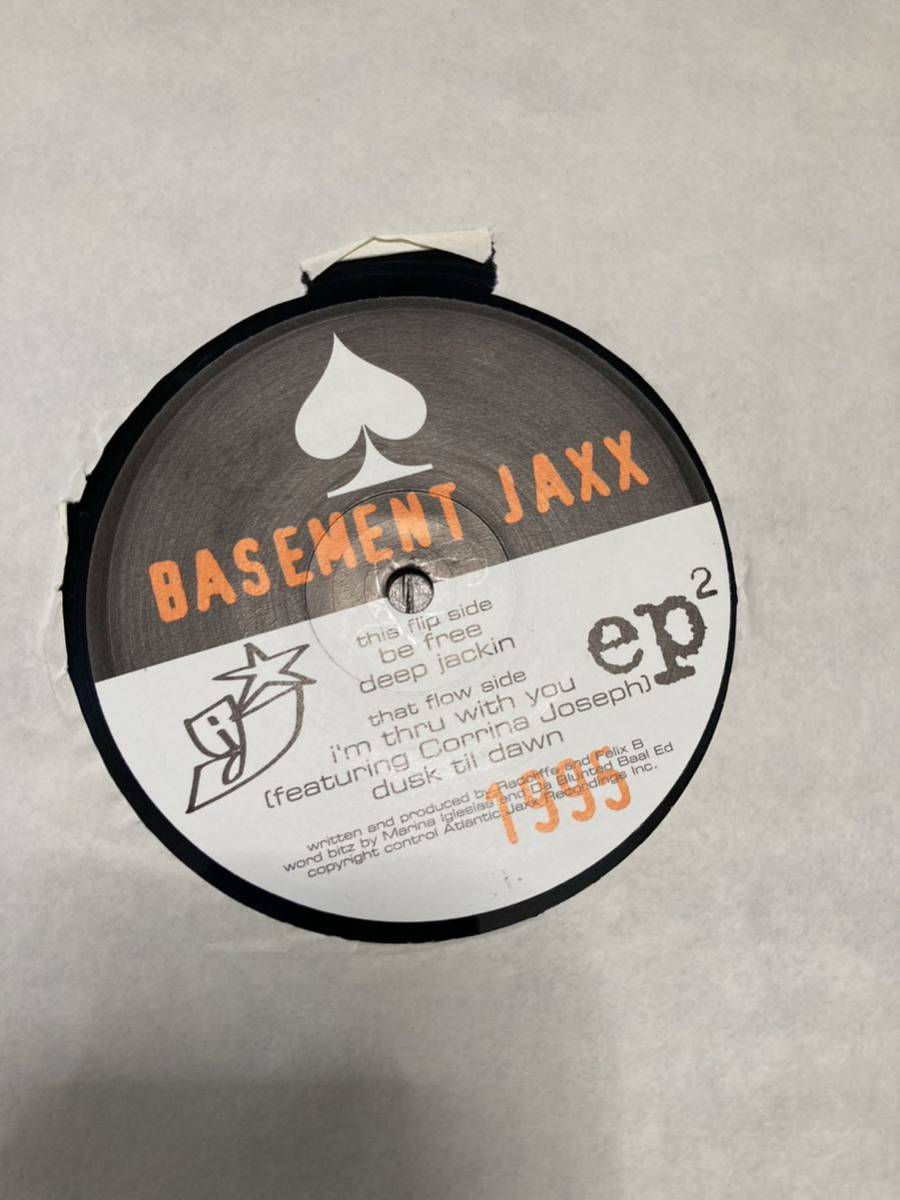 BASEMENT JAXX
ep²
this flip side
be free
deep jackin
that flow side
i'm thru with you
(featuring Corrina Joseph)
dusk til dawn
1995
written and produced by Ratcliffe and Felix B
word bitz by Marina Iglesias and Da Blunted Baal Ed
copyright control Atlantic Jaxx Recordings Inc.